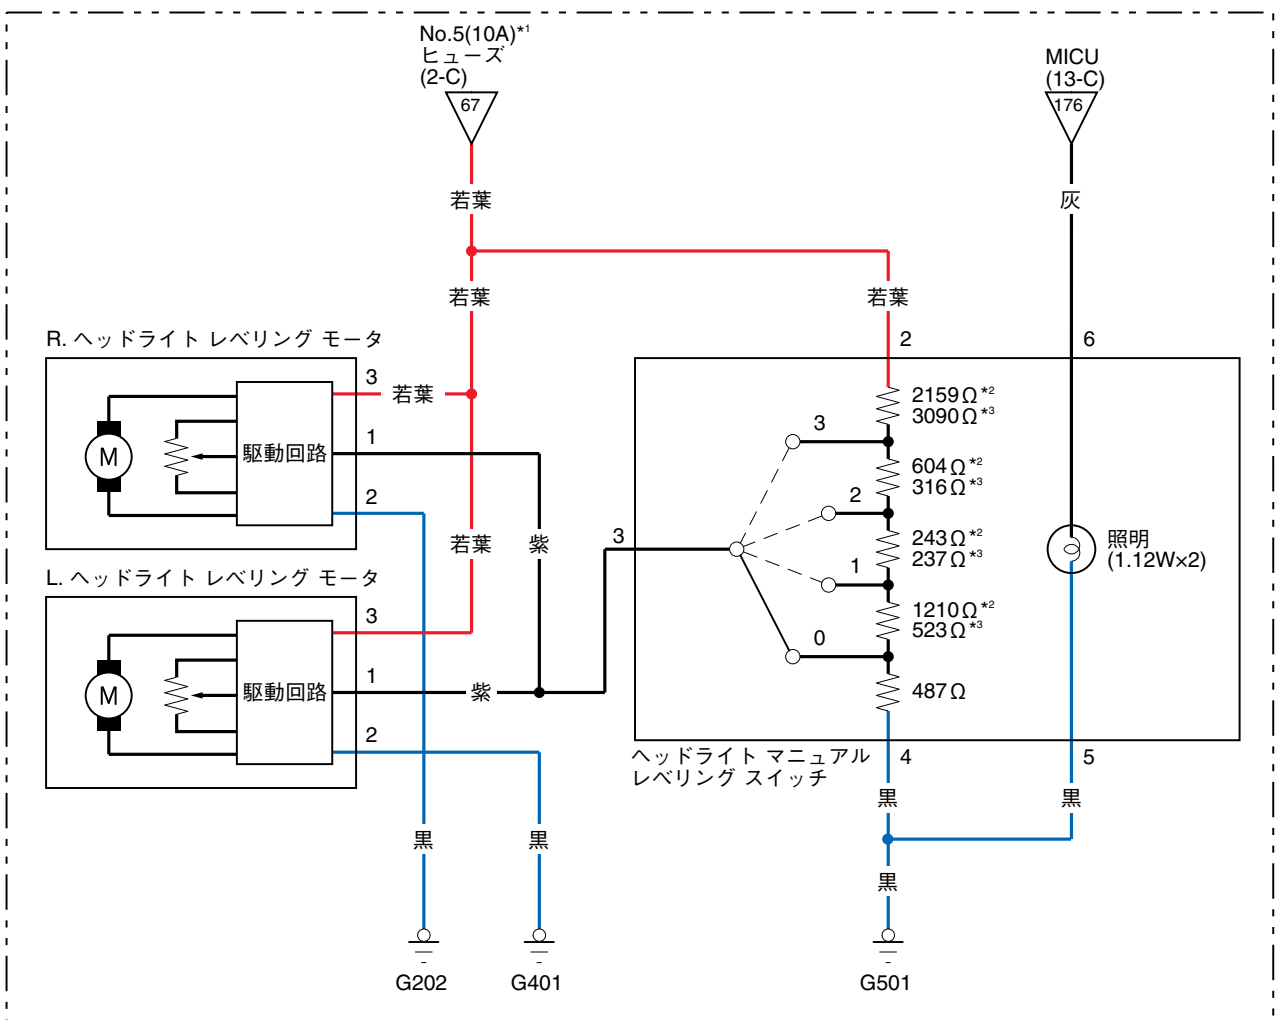 No.5(10A)*1
ヒューズ
(2-C)
67
MICU
(13-C)
176
若葉
灰
若葉
若葉
R. ヘッドライト レベリング モータ
2
6
3
若葉
1
M
駆動回路
2
3
2159Ω*2
3090Ω*3
604Ω*2
316Ω*3
2
243Ω*2
237Ω*3
若葉
紫
3
照明
(1.12W×2)
1
1210Ω*2
523Ω*3
0
487Ω
L. ヘッドライト レベリング モータ
3
1
M
駆動回路
紫
2
ヘッドライト マニュアル
レベリング スイッチ
4
5
黒
黒
黒
黒
黒
G202
G401
G501